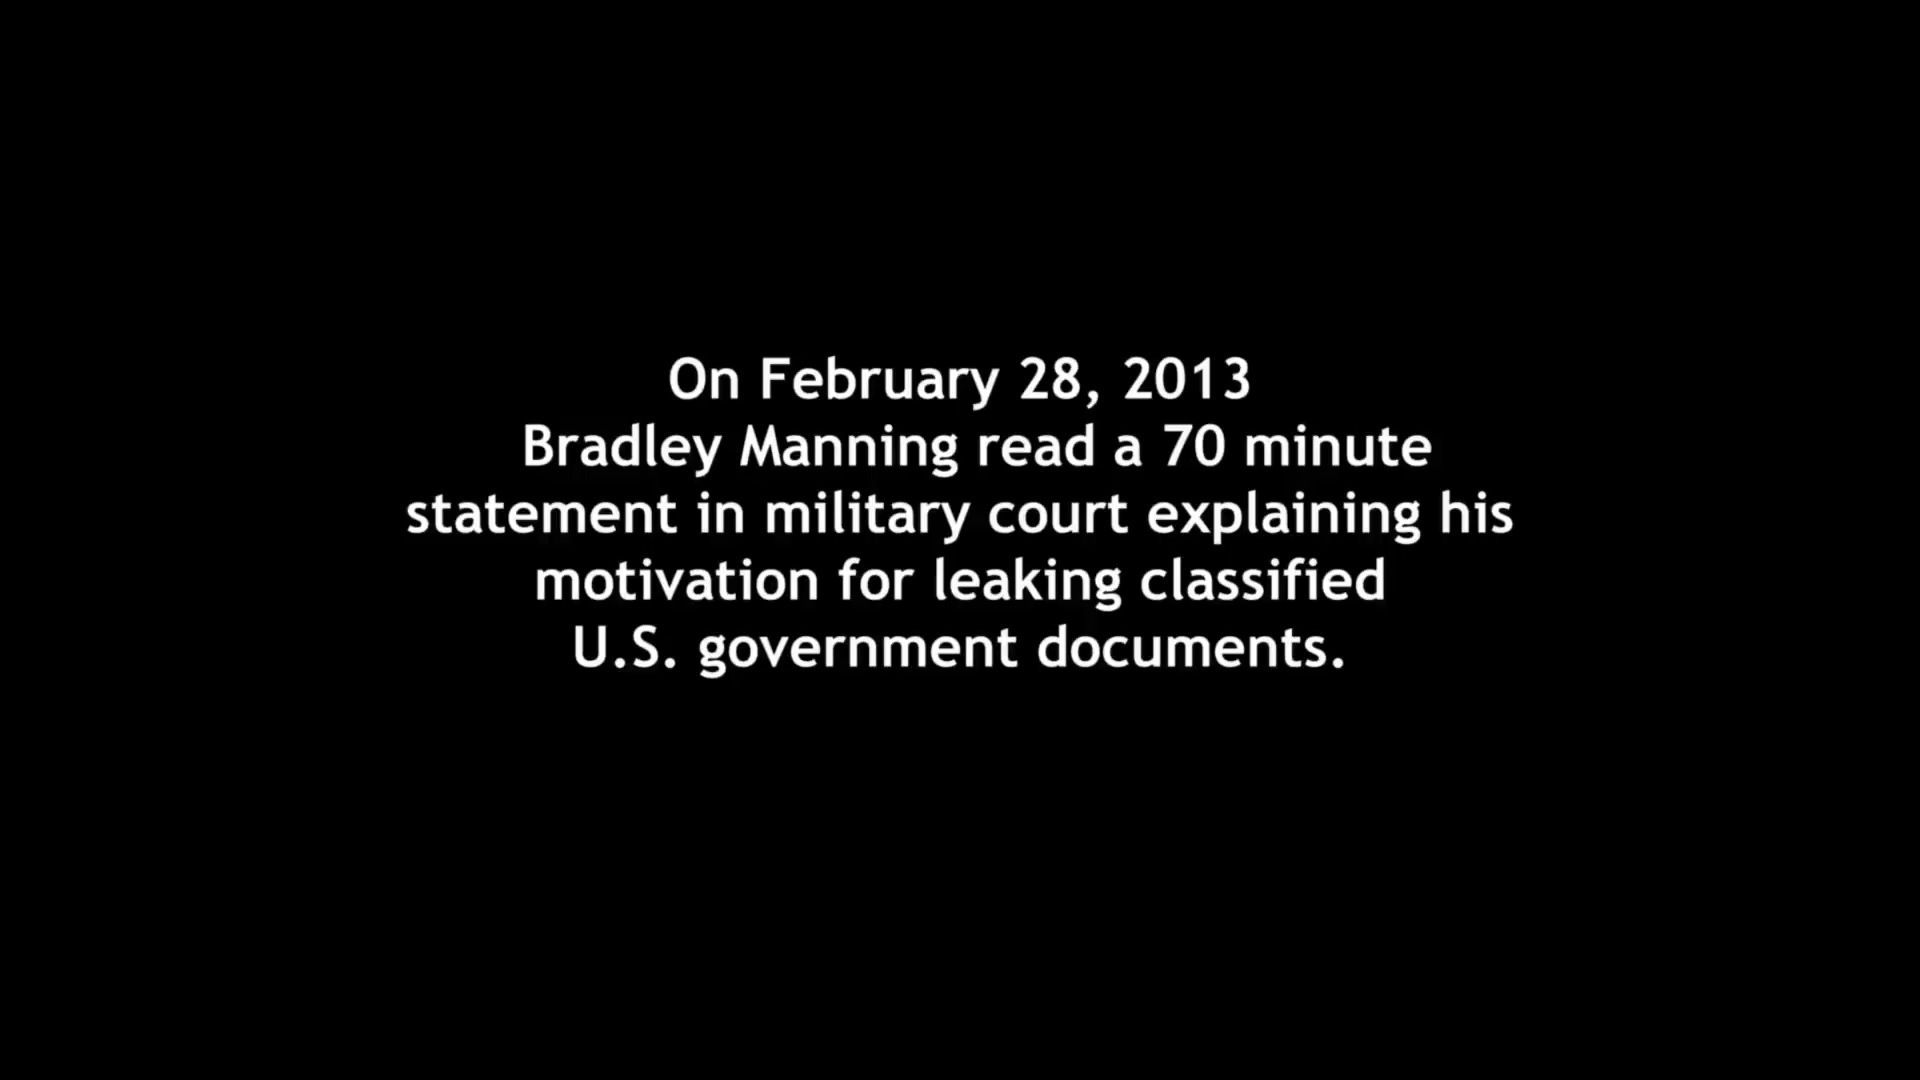 On February 28, 2013
Bradley Manning read a 70 minute
statement in military court explaining his
motivation for leaking classified
U.S. government documents.